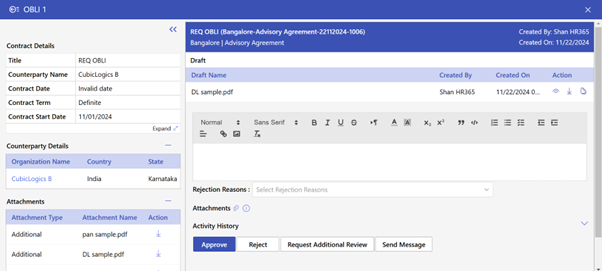 OBLI 1
Contract Details
Title REQ OBLI
Counterparty Name CubicLogics B
Contract Date Invalid date
Contract Term Definite
Contract Start Date 11/01/2024
Expand
Counterparty Details
Organization Name Country State
CubicLogics B India Karnataka
Attachments
Attachment Type Attachment Name Action
Additional pan sample.pdf
Additional DL sample.pdf
REQ OBLI (Bangalore-Advisory Agreement-22112024-1006) Created By: Shan HR365
Bangalore | Advisory Agreement Created On: 11/22/2024
Draft
Draft Name Created By Created On Action
DL sample.pdf Shan HR365 11/22/2024 0...
Normal Sans Serif B I U S A A X₂ X²
Rejection Reasons : Select Rejection Reasons
Attachments
Activity History
Approve Reject Request Additional Review Send Message